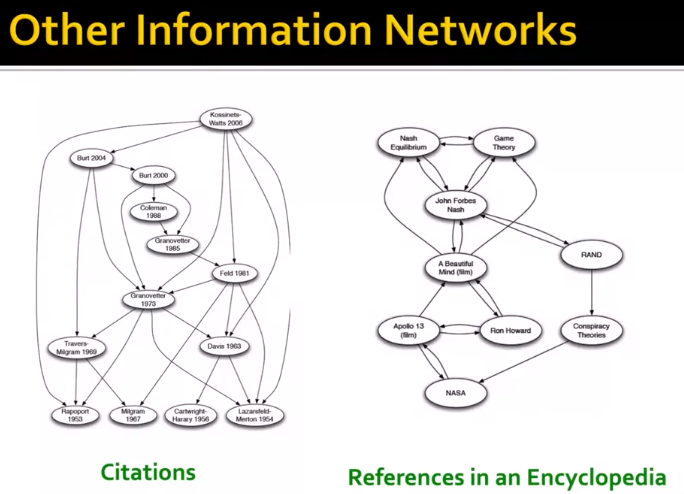 Other Information Networks
Kossinets-
Watts 2006
Burt 2004
Burt 2000
Coleman
1988
Granovetter
1985
Feld 1981
Granovetter
1973
Travers-
Milgram 1969
Davis 1963
Rapoport
1953
Milgram
1967
Cartwright-
Harary 1956
Lazarsfeld-
Merton 1954
Citations
Nash
Equilibrium
Game
Theory
John Forbes
Nash
RAND
A Beautiful
Mind (film)
Apollo 13
(film)
Ron Howard
Conspiracy
Theories
NASA
References in an Encyclopedia